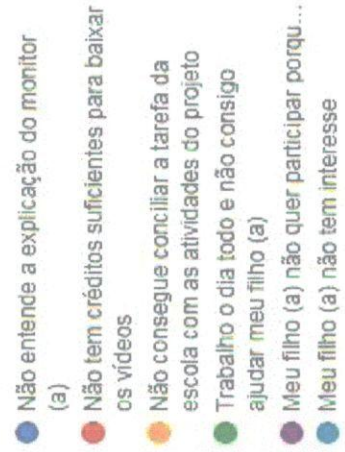 Não entende a explicação do monitor
(a)
Não tem créditos suficientes para baixar
os vídeos
Não consegue conciliar a tarefa da
escola com as atividades do projeto
Trabalho o dia todo e não consigo
ajudar meu filho (a)
Meu filho (a) não quer participar porqu...
Meu filho (a) não tem interesse